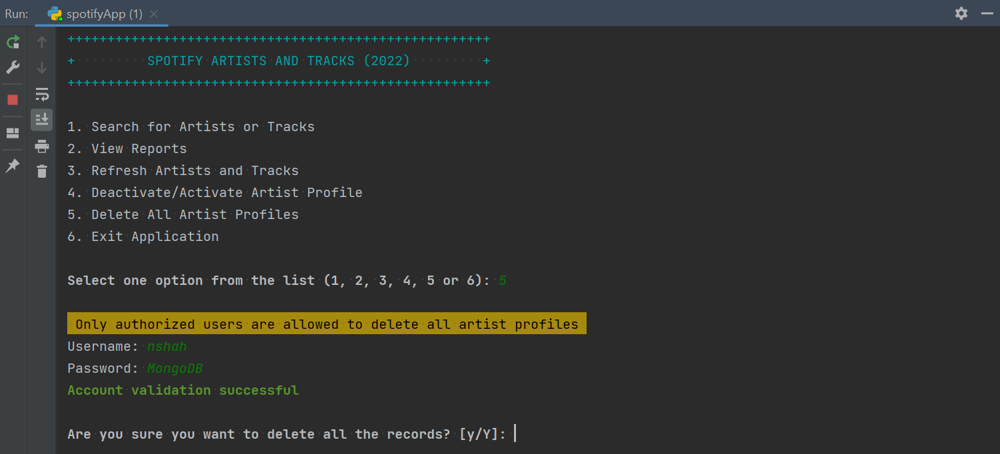 Run: spotifyApp (1)
+++++++++++++++++++++++++++++++++++++++++++++++++++++
+ SPOTIFY ARTISTS AND TRACKS (2022) +
+++++++++++++++++++++++++++++++++++++++++++++++++++++
1. Search for Artists or Tracks
2. View Reports
3. Refresh Artists and Tracks
4. Deactivate/Activate Artist Profile
5. Delete All Artist Profiles
6. Exit Application
Select one option from the list (1, 2, 3, 4, 5 or 6): 5
Only authorized users are allowed to delete all artist profiles
Username: nshah
Password: MongoDB
Account validation successful
Are you sure you want to delete all the records? [y/Y]: